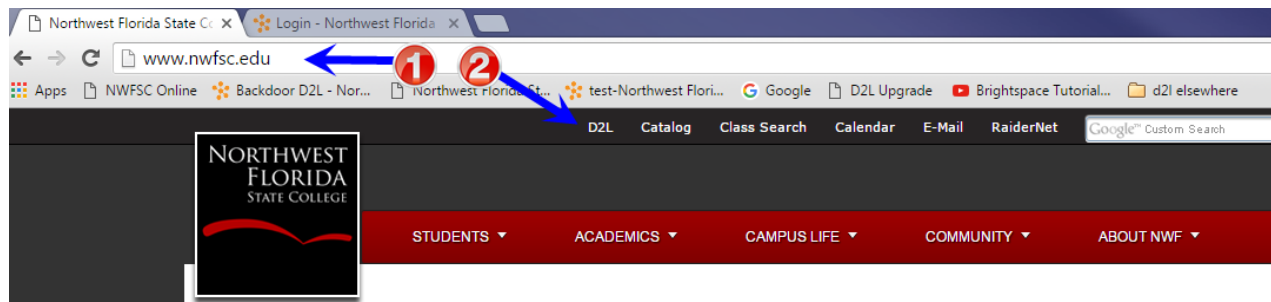 Northwest Florida State Co
Login - Northwest Florida
www.nwfsc.edu
1
2
Apps NWFSC Online Backdoor D2L - Nor... Northwest Florida St... test-Northwest Flori... Google D2L Upgrade Brightspace Tutorial... d2l elsewhere
D2L Catalog Class Search Calendar E-Mail RaiderNet Google™ Custom Search
NORTHWEST
FLORIDA
STATE COLLEGE
STUDENTS ACADEMICS CAMPUS LIFE COMMUNITY ABOUT NWF